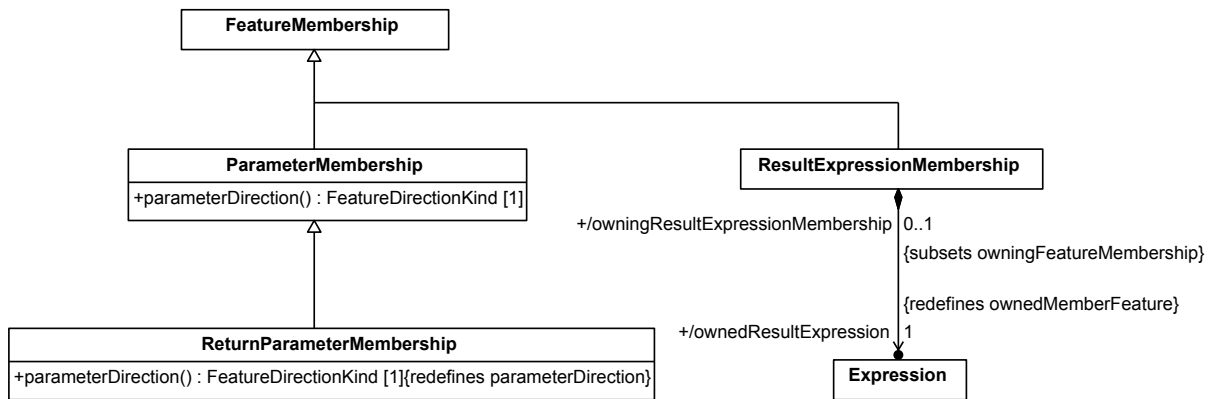 FeatureMembership
ParameterMembership
+parameterDirection() : FeatureDirectionKind [1]
ResultExpressionMembership
+/owningResultExpressionMembership 0..1
{subsets owningFeatureMembership}
{redefines ownedMemberFeature}
+/ownedResultExpression 1
Expression
ReturnParameterMembership
+parameterDirection() : FeatureDirectionKind [1]{redefines parameterDirection}